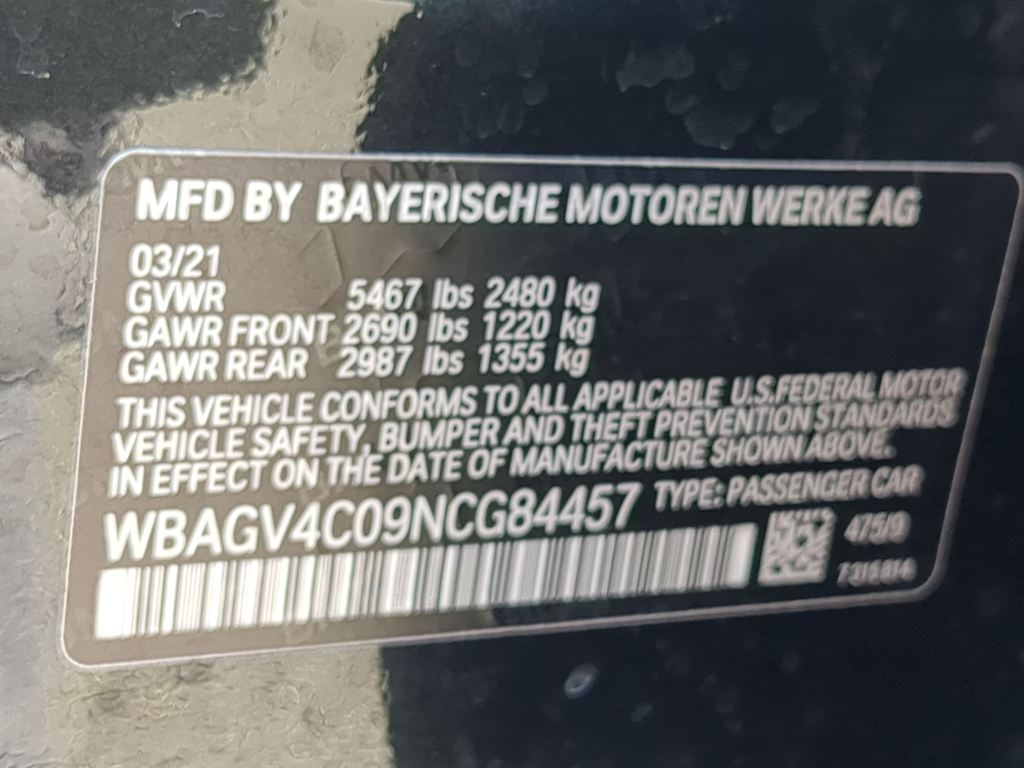 MFD BY BAYERISCHE MOTOREN WERKE AG
03/21
GVWR 5467 lbs 2480 kg
GAWR FRONT 2690 lbs 1220 kg
GAWR REAR 2987 lbs 1355 kg
THIS VEHICLE CONFORMS TO ALL APPLICABLE U.S.FEDERAL MOTOR
VEHICLE SAFETY, BUMPER AND THEFT PREVENTION STANDARDS
IN EFFECT ON THE DATE OF MANUFACTURE SHOWN ABOVE.
WBAGV4C09NCG84457 TYPE: PASSENGER CAR
475/9